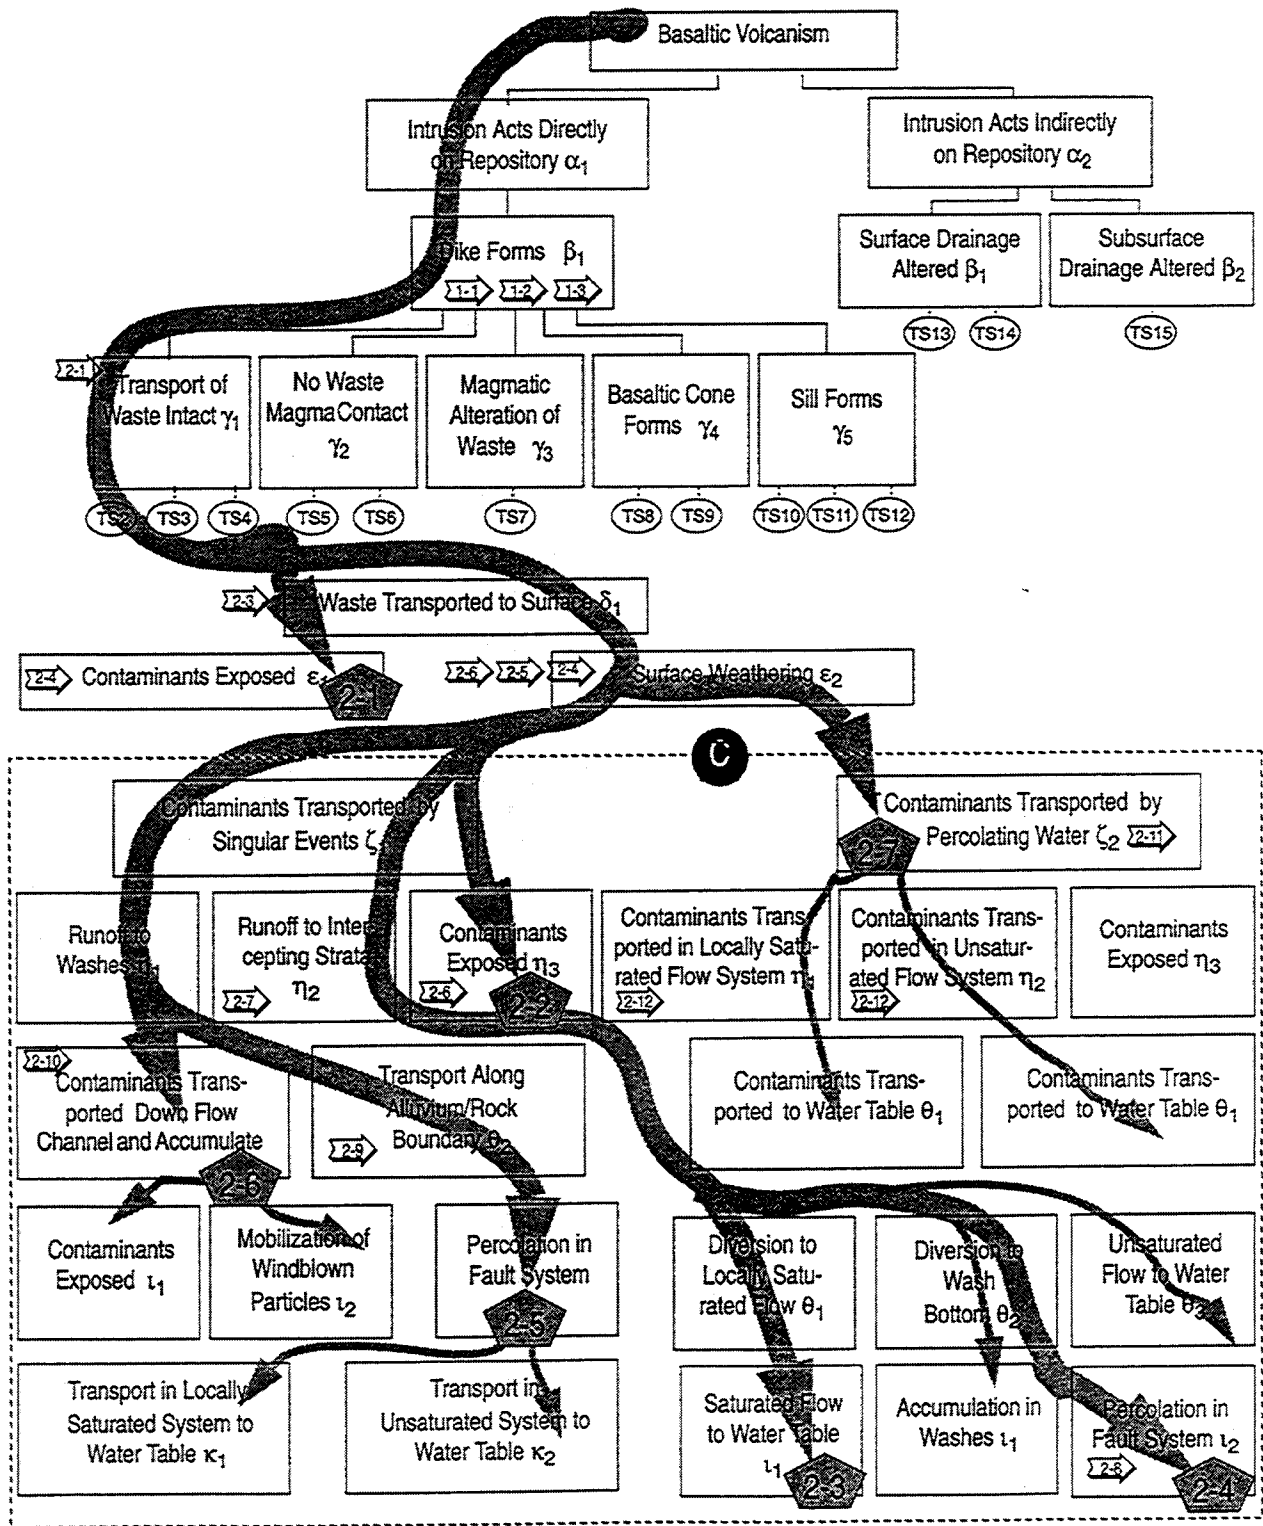 Basaltic Volcanism
Intrusion Acts Directly
on Repository α1
Intrusion Acts Indirectly
on Repository α2
Dike Forms β1
1-1 1-2 1-3
Surface Drainage
Altered β1
Subsurface
Drainage Altered β2
TS13 TS14 TS15
2-1
Transport of
Waste Intact γ1
No Waste
Magma Contact
γ2
Magmatic
Alteration of
Waste γ3
Basaltic Cone
Forms γ4
Sill Forms
γ5
TS2 TS3 TS4 TS5 TS6 TS7 TS8 TS9 TS10 TS11 TS12
2-3
Waste Transported to Surface δ1
2-4 Contaminants Exposed ε1
2-1
2-6 2-5 2-4 Surface Weathering ε2
C
Contaminants Transported by
Singular Events ζ1
Contaminants Transported by
Percolating Water ζ2 2-11
2-7
Runoff to
Washes η1
Runoff to Inter-
cepting Strata
η2
2-7
Contaminants
Exposed η3
2-6
2-2
Contaminants Trans-
ported in Locally Satu-
rated Flow System η1
2-12
Contaminants Trans-
ported in Unsatur-
ated Flow System η2
2-12
Contaminants
Exposed η3
2-10
Contaminants Trans-
ported Down Flow
Channel and Accumulate
2-6
Transport Along
Alluvium/Rock
Boundary θ2
2-9
Contaminants Trans-
ported to Water Table θ1
Contaminants Trans-
ported to Water Table θ1
Contaminants
Exposed ι1
Mobilization of
Windblown
Particles ι2
Percolation in
Fault System
2-5
Diversion to
Locally Satu-
rated Flow θ1
Diversion to
Wash
Bottom θ2
Unsaturated
Flow to Water
Table θ3
Transport in Locally
Saturated System to
Water Table κ1
Transport in
Unsaturated System to
Water Table κ2
Saturated Flow
to Water Table
ι1
2-3
Accumulation in
Washes ι1
Percolation in
Fault System ι2
2-8
2-4